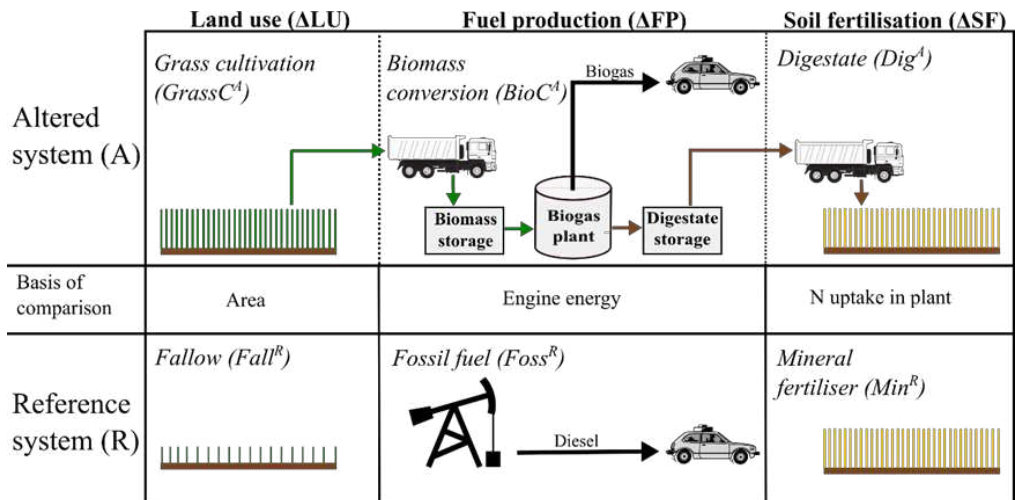 Land use (ΔLU)
Fuel production (ΔFP)
Soil fertilisation (ΔSF)
Altered
system (A)
Grass cultivation
(GrassC^A)
Biomass
conversion (BioC^A)
Biogas
Biomass
storage
Biogas
plant
Digestate
storage
Digestate (Dig^A)
Basis of
comparison
Area
Engine energy
N uptake in plant
Reference
system (R)
Fallow (Fall^R)
Fossil fuel (Foss^R)
Diesel
Mineral
fertiliser (Min^R)